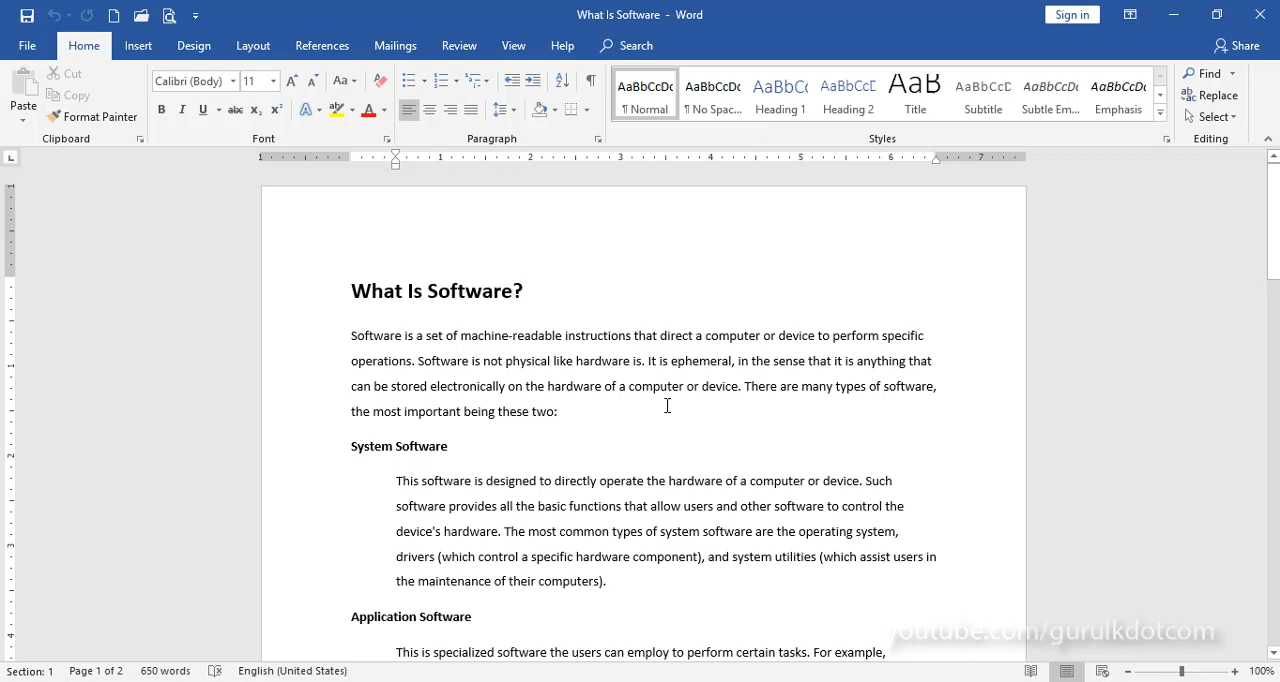 What Is Software - Word
Sign in
File Home Insert Design Layout References Mailings Review View Help Search Share
Paste
Cut
Copy
Format Painter
Clipboard
Calibri (Body) 11
Font
Paragraph
AaBbCcDc ¶ Normal
AaBbCcDc ¶ No Spac...
AaBbCc Heading 1
AaBbCcD Heading 2
AaB Title
AaBbCcD Subtitle
AaBbCcDc Subtle Em...
AaBbCcDc Emphasis
Styles
Find
Replace
Select
Editing
1 1 2 3 4 5 6 7
What Is Software?
Software is a set of machine-readable instructions that direct a computer or device to perform specific
operations. Software is not physical like hardware is. It is ephemeral, in the sense that it is anything that
can be stored electronically on the hardware of a computer or device. There are many types of software,
the most important being these two:
System Software
This software is designed to directly operate the hardware of a computer or device. Such
software provides all the basic functions that allow users and other software to control the
device's hardware. The most common types of system software are the operating system,
drivers (which control a specific hardware component), and system utilities (which assist users in
the maintenance of their computers).
Application Software
This is specialized software the users can employ to perform certain tasks. For example,
youtube.com/gurulkdotcom
Section: 1 Page 1 of 2 650 words English (United States) 100%